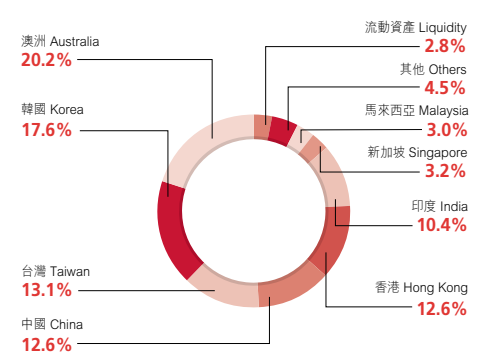 流動資產 Liquidity
2.8%
其他 Others
4.5%
馬來西亞 Malaysia
3.0%
新加坡 Singapore
3.2%
印度 India
10.4%
香港 Hong Kong
12.6%
澳洲 Australia
20.2%
韓國 Korea
17.6%
台灣 Taiwan
13.1%
中國 China
12.6%